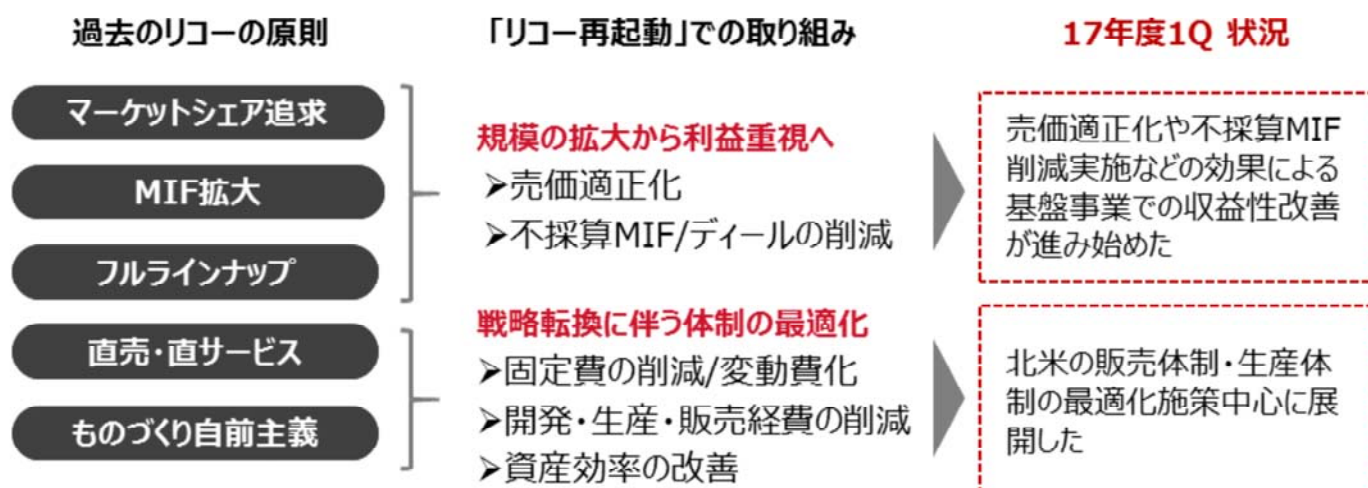 過去のリコーの原則
「リコー再起動」での取り組み
17年度1Q 状況
マーケットシェア追求
MIF拡大
フルラインナップ
直売・直サービス
ものづくり自前主義
規模の拡大から利益重視へ
➤売価適正化
➤不採算MIF/ディールの削減
戦略転換に伴う体制の最適化
➤固定費の削減/変動費化
➤開発・生産・販売経費の削減
➤資産効率の改善
売価適正化や不採算MIF
削減実施などの効果による
基盤事業での収益性改善
が進み始めた
北米の販売体制・生産体
制の最適化施策中心に展
開した